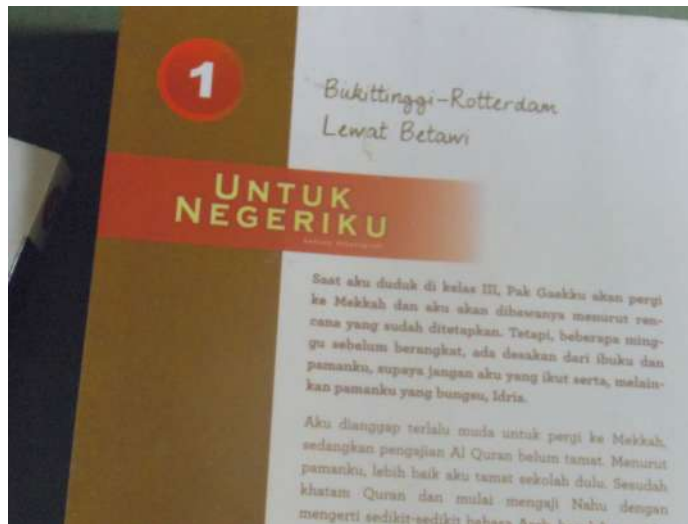 1
Bukittinggi-Rotterdam
Lewat Betawi
UNTUK
NEGERIKU
Saat aku duduk di kelas III, Pak Gaekku akan pergi
ke Mekkah dan aku akan dibawanya menurut ren-
cana yang sudah ditetapkan. Tetapi, beberapa ming-
gu sebelum berangkat, ada desakan dari ibuku dan
pamanku, supaya jangan aku yang ikut serta, melain-
kan pamanku yang bungsu, Idris.
Aku dianggap terlalu muda untuk pergi ke Mekkah,
sedangkan pengajian Al Quran belum tamat. Menurut
pamanku, lebih baik aku tamat sekolah dulu. Sesudah
khatam Quran dan mulai mengaji Nahu dengan
mengerti sedikit-sedikit bahasa